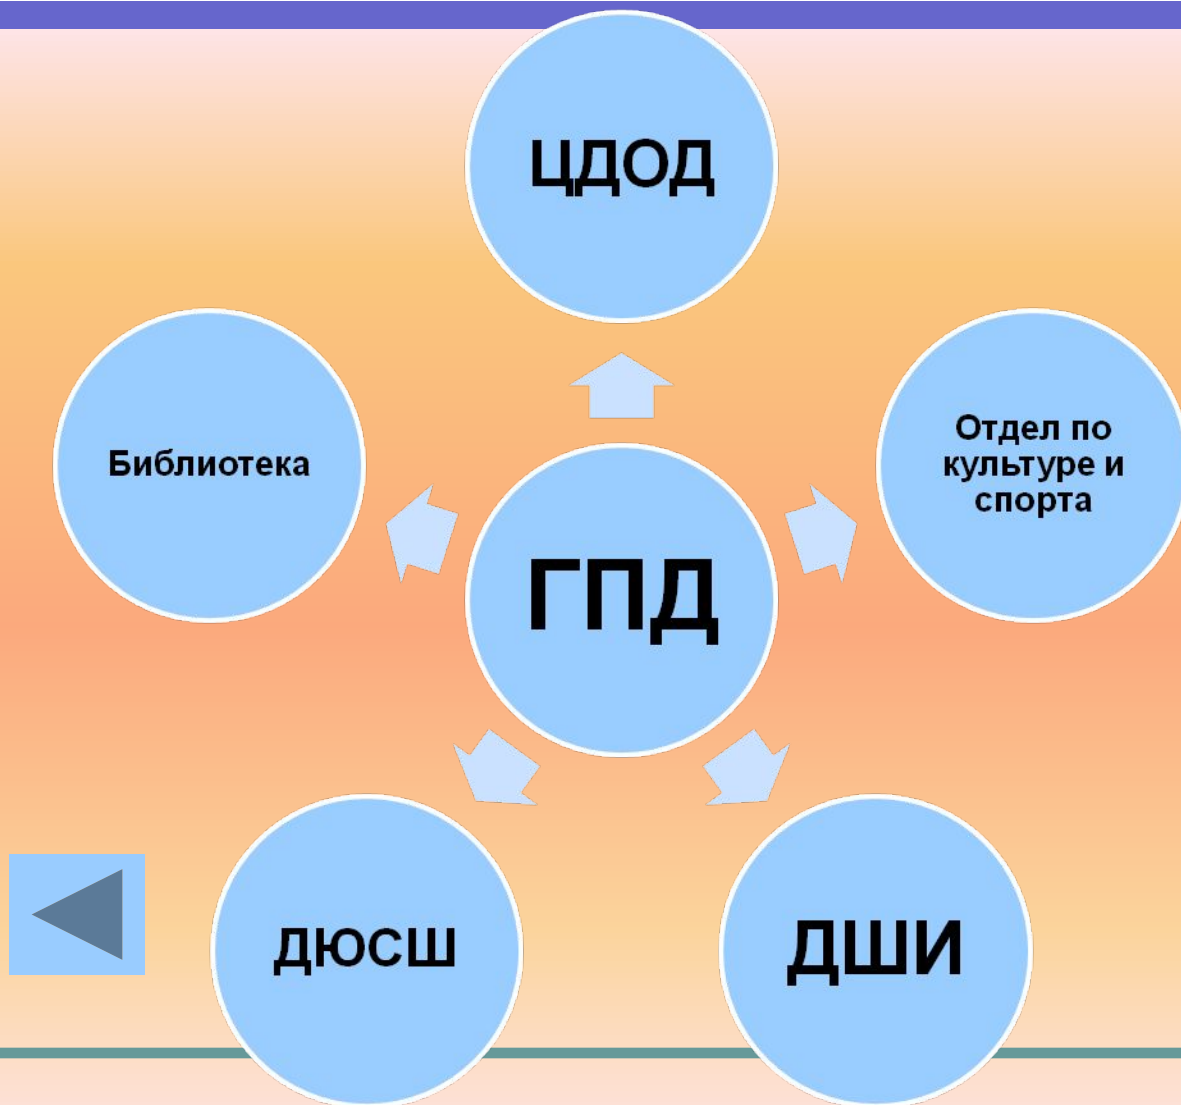 ЦДОД
Библиотека
Отдел по
культуре и
спорта
ГПД
ДЮСШ
ДШИ